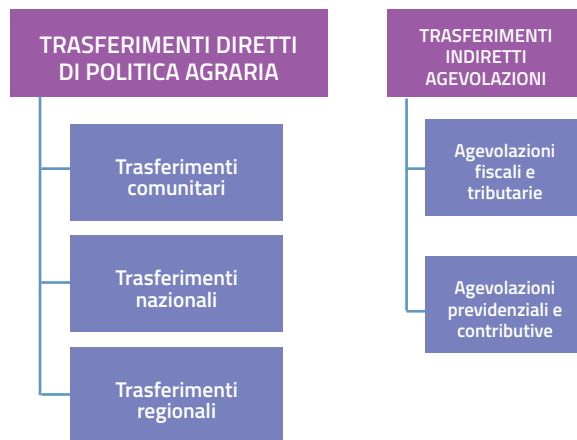 TRASFERIMENTI DIRETTI
DI POLITICA AGRARIA
Trasferimenti
comunitari
Trasferimenti
nazionali
Trasferimenti
regionali
TRASFERIMENTI
INDIRETTI
AGEVOLAZIONI
Agevolazioni
fiscali e
tributarie
Agevolazioni
previdenziali e
contributive